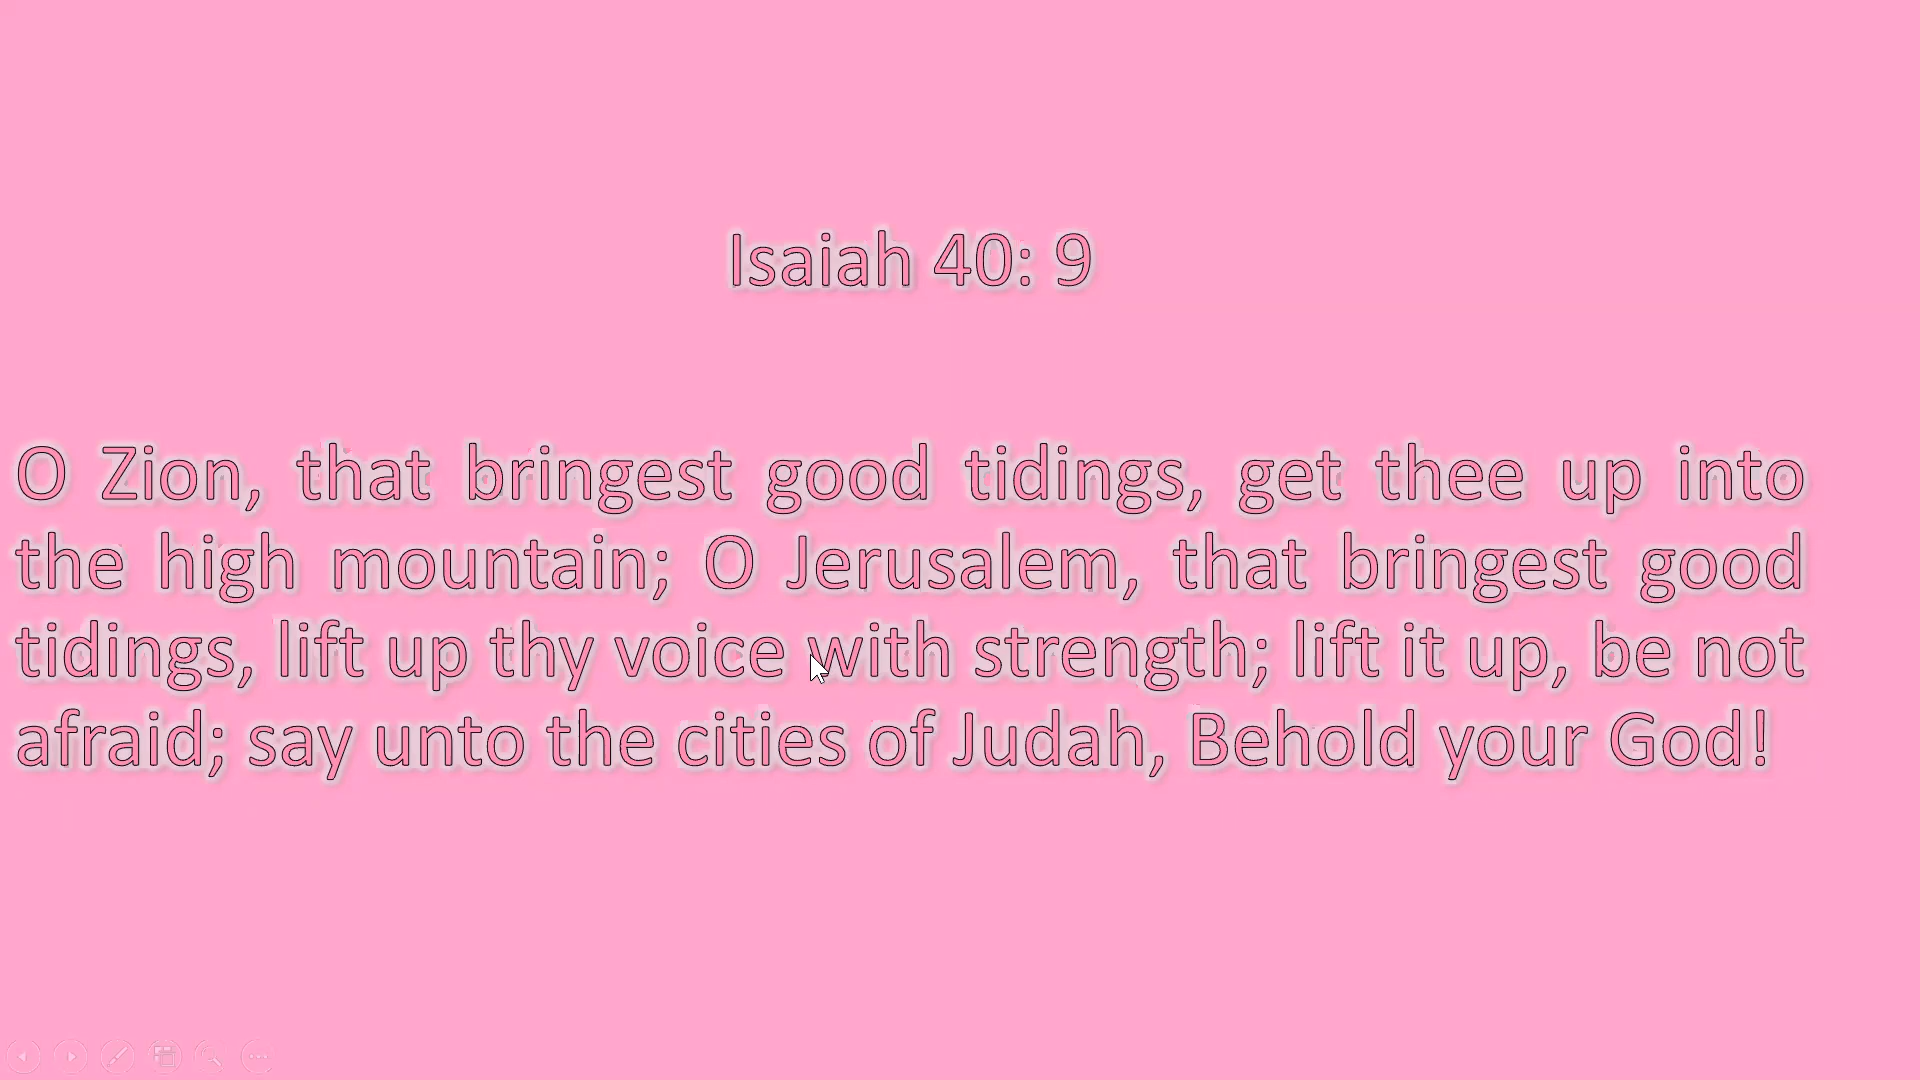 Isaiah 40: 9
O Zion, that bringest good tidings, get thee up into
the high mountain; O Jerusalem, that bringest good
tidings, lift up thy voice with strength; lift it up, be not
afraid; say unto the cities of Judah, Behold your God!